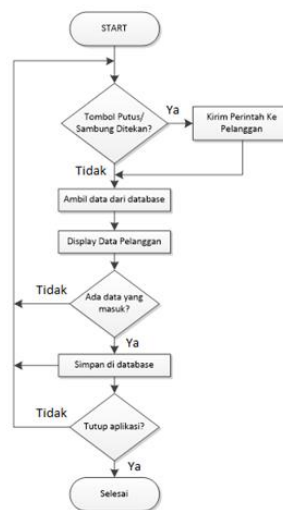 START
Tombol Putus/
Sambung Ditekan?
Ya
Kirim Perintah Ke
Pelanggan
Tidak
Ambil data dari database
Display Data Pelanggan
Tidak
Ada data yang
masuk?
Ya
Simpan di database
Tidak
Tutup aplikasi?
Ya
Selesai